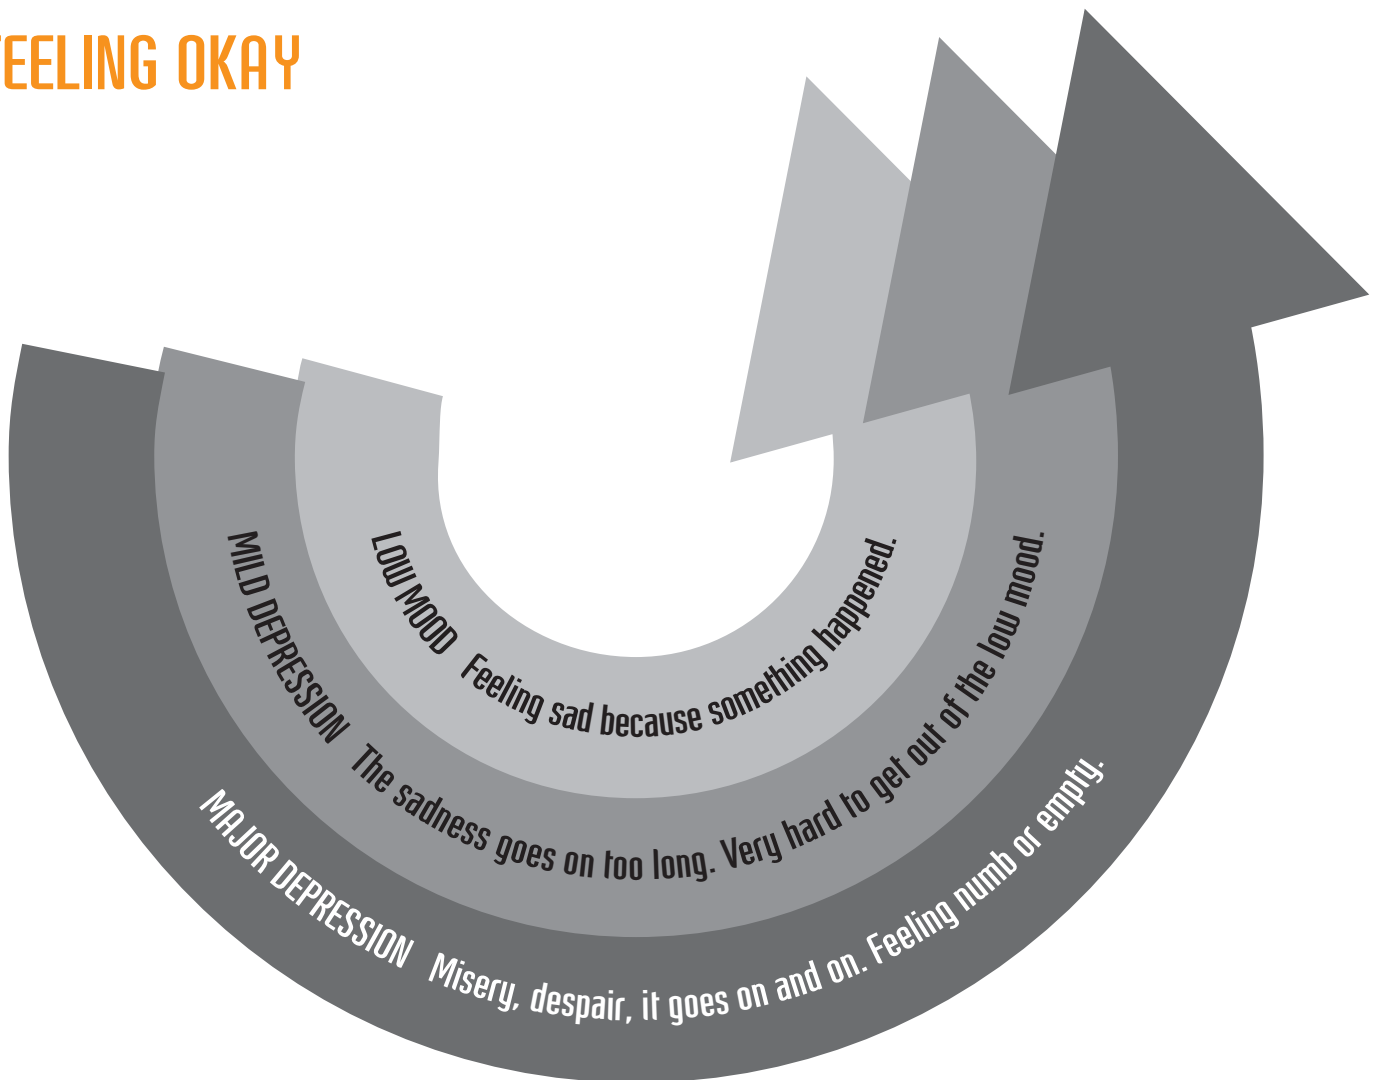 FEELING OKAY
LOW MOOD Feeling sad because something happened.
MILD DEPRESSION The sadness goes on too long. Very hard to get out of the low mood.
MAJOR DEPRESSION Misery, despair, it goes on and on. Feeling numb or empty.